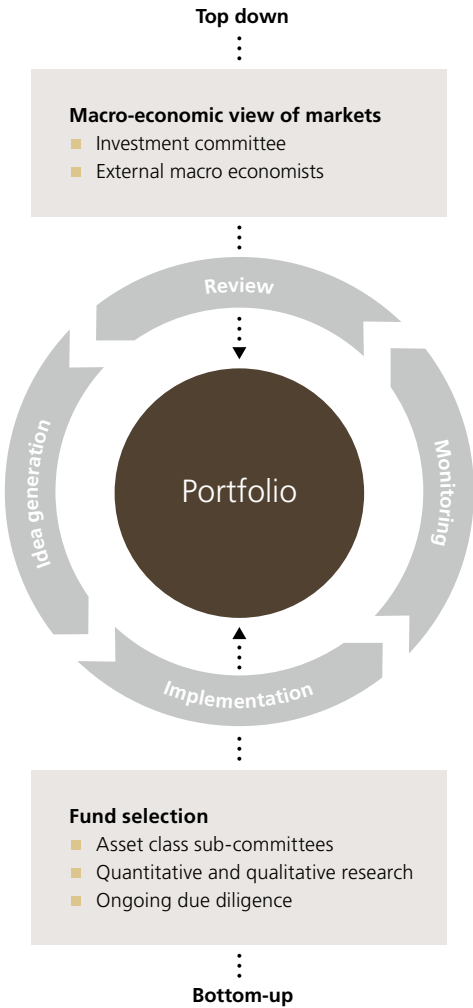 Top down
Macro-economic view of markets
Investment committee
External macro economists
Review
Idea generation
Portfolio
Monitoring
Implementation
Fund selection
Asset class sub-committees
Quantitative and qualitative research
Ongoing due diligence
Bottom-up